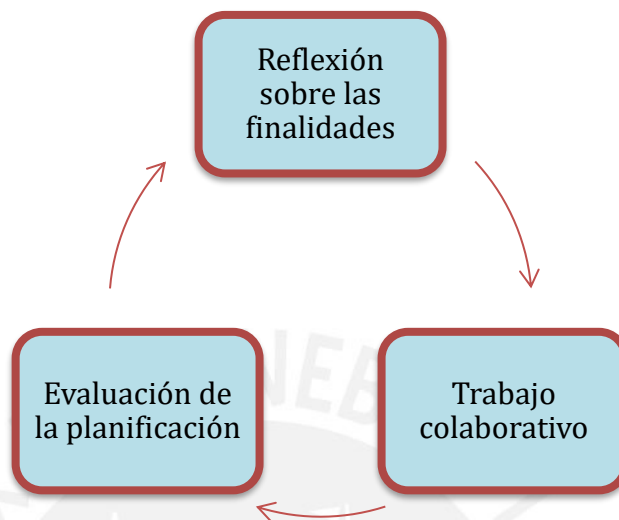 Reflexión
sobre las
finalidades
Evaluación de
la planificación
Trabajo
colaborativo